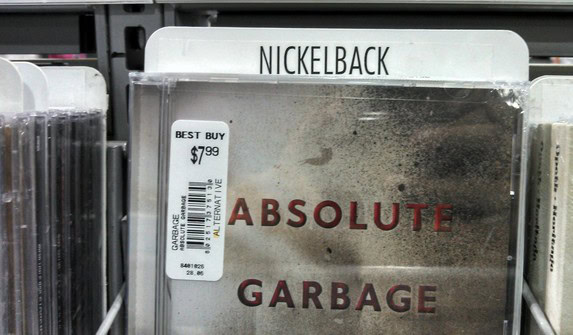 NICKELBACK
BEST BUY
$7.99
GARBAGE
ABSOLUTE GARBAGE
ALTERNATIVE
ABSOLUTE
GARBAGE